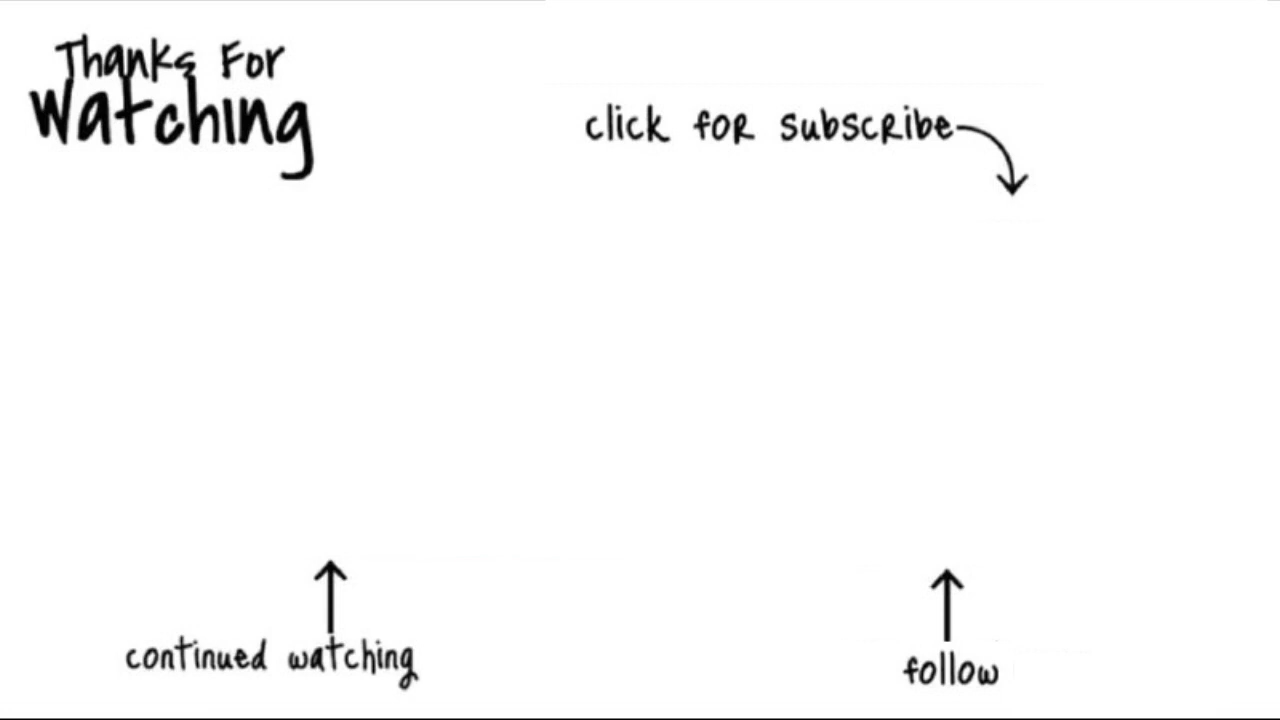 Thanks For
Watching
click for subscribe
continued watching
follow